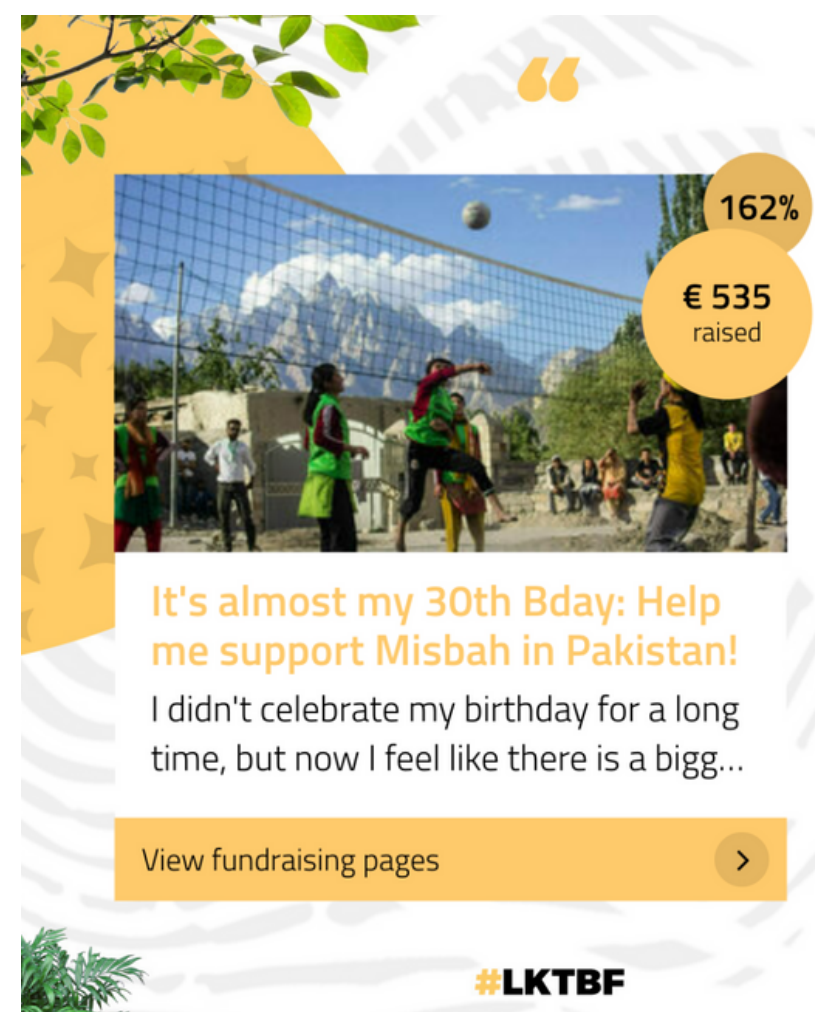 “
162%
€ 535
raised
It's almost my 30th Bday: Help
me support Misbah in Pakistan!
I didn't celebrate my birthday for a long
time, but now I feel like there is a bigg...
View fundraising pages
#LKTBF